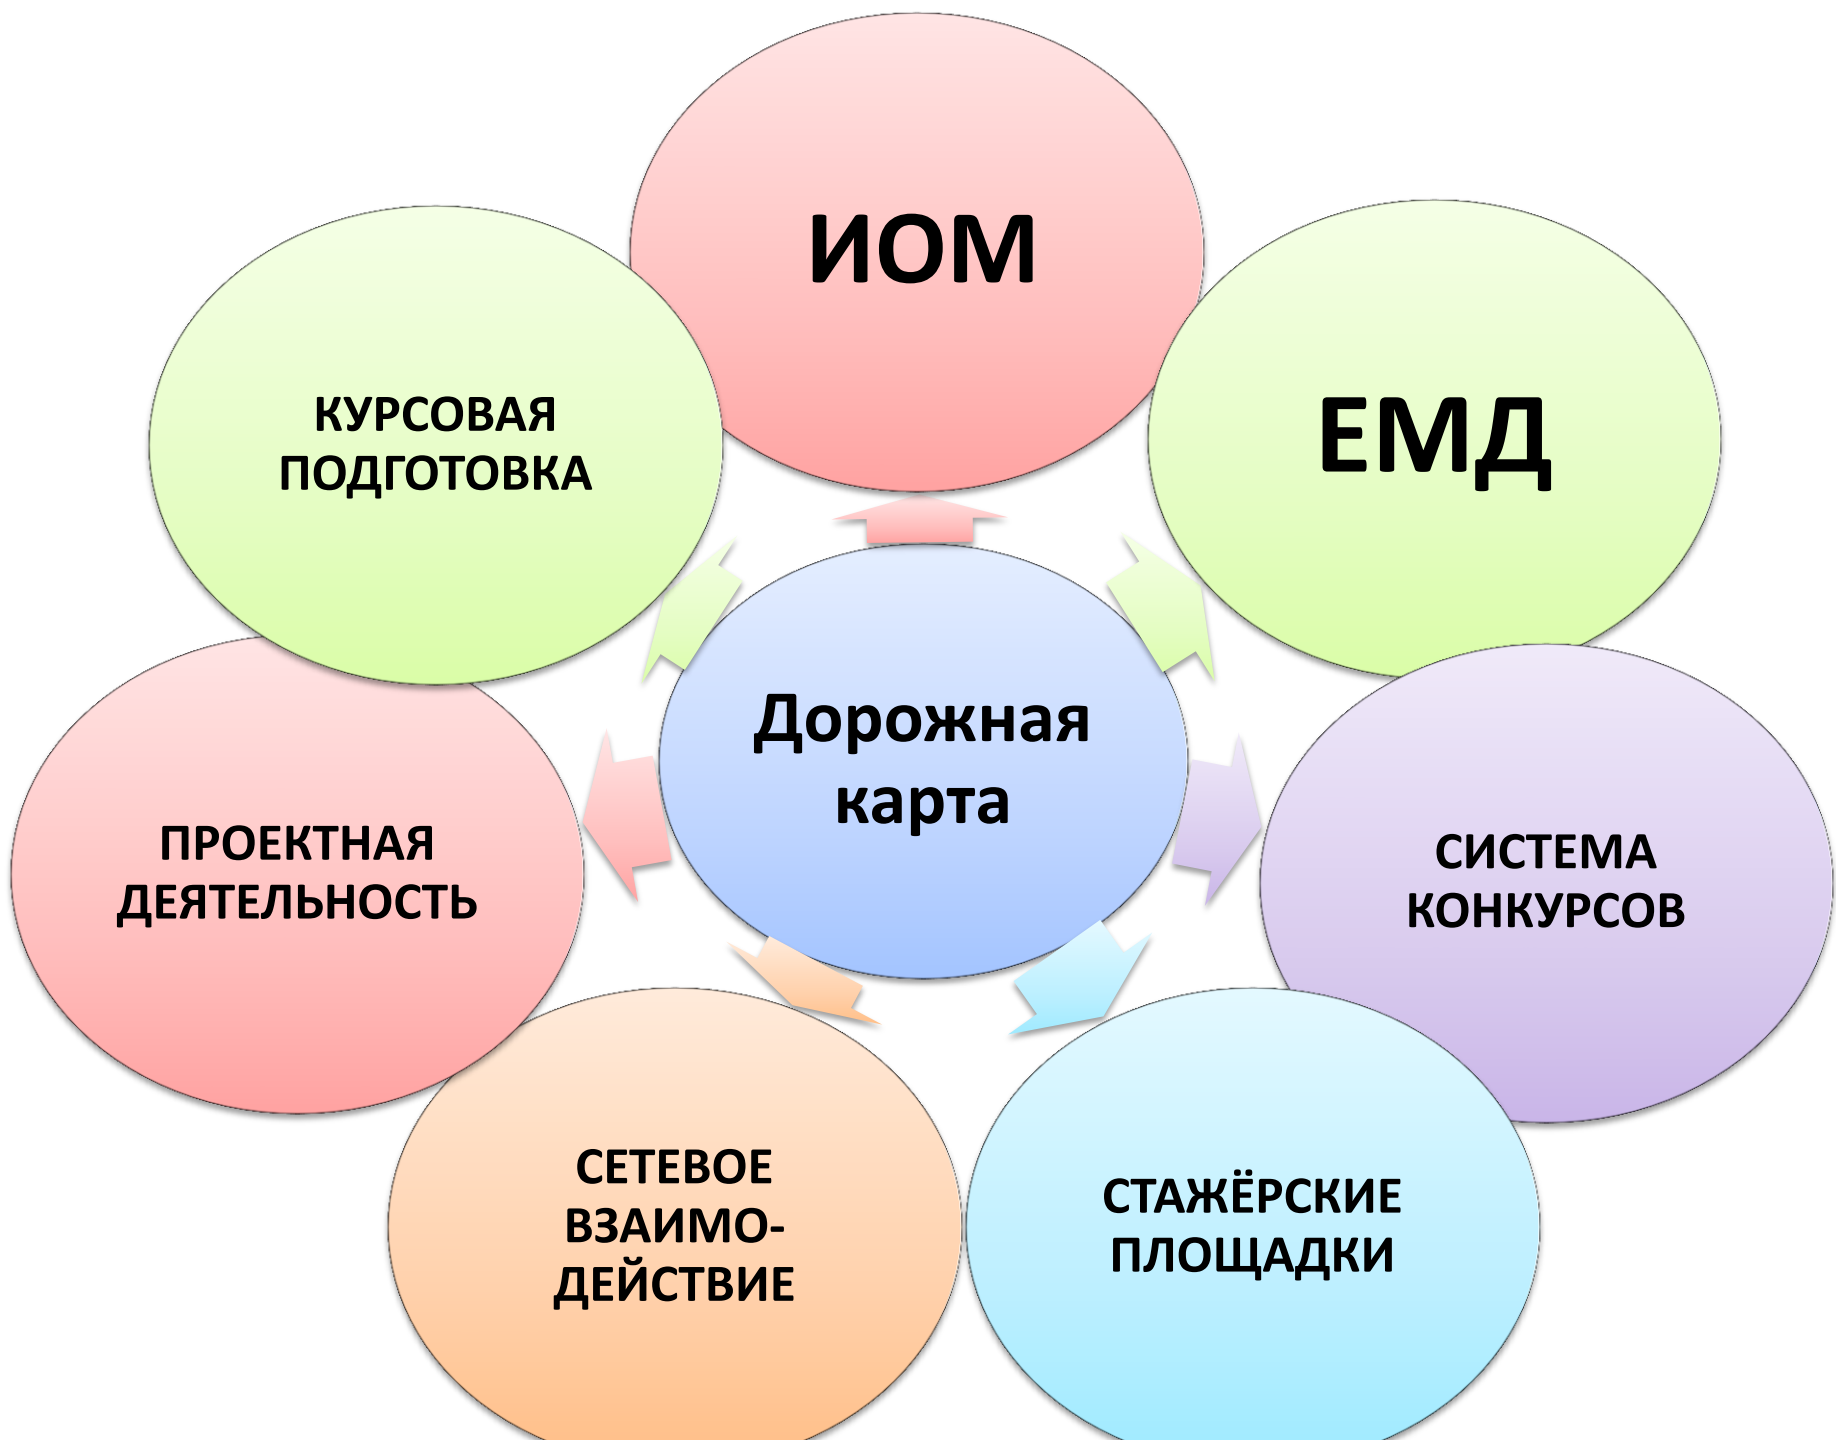 ИОМ
ЕМД
КУРСОВАЯ
ПОДГОТОВКА
Дорожная
карта
ПРОЕКТНАЯ
ДЕЯТЕЛЬНОСТЬ
СИСТЕМА
КОНКУРСОВ
СЕТЕВОЕ
ВЗАИМО-
ДЕЙСТВИЕ
СТАЖЁРСКИЕ
ПЛОЩАДКИ